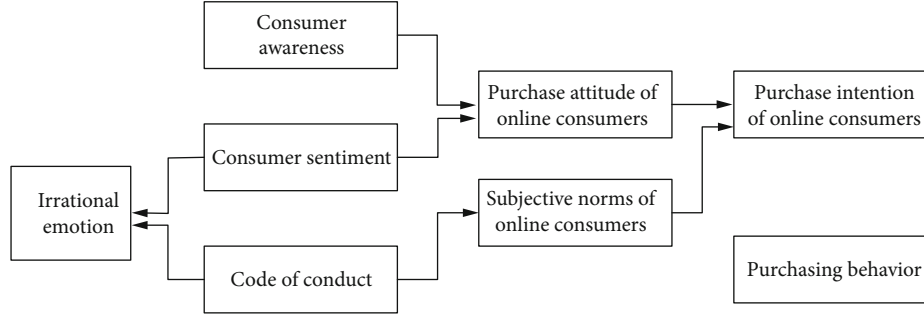 Consumer
awareness
Purchase attitude of
online consumers
Purchase intention
of online consumers
Consumer sentiment
Irrational
emotion
Subjective norms of
online consumers
Code of conduct
Purchasing behavior